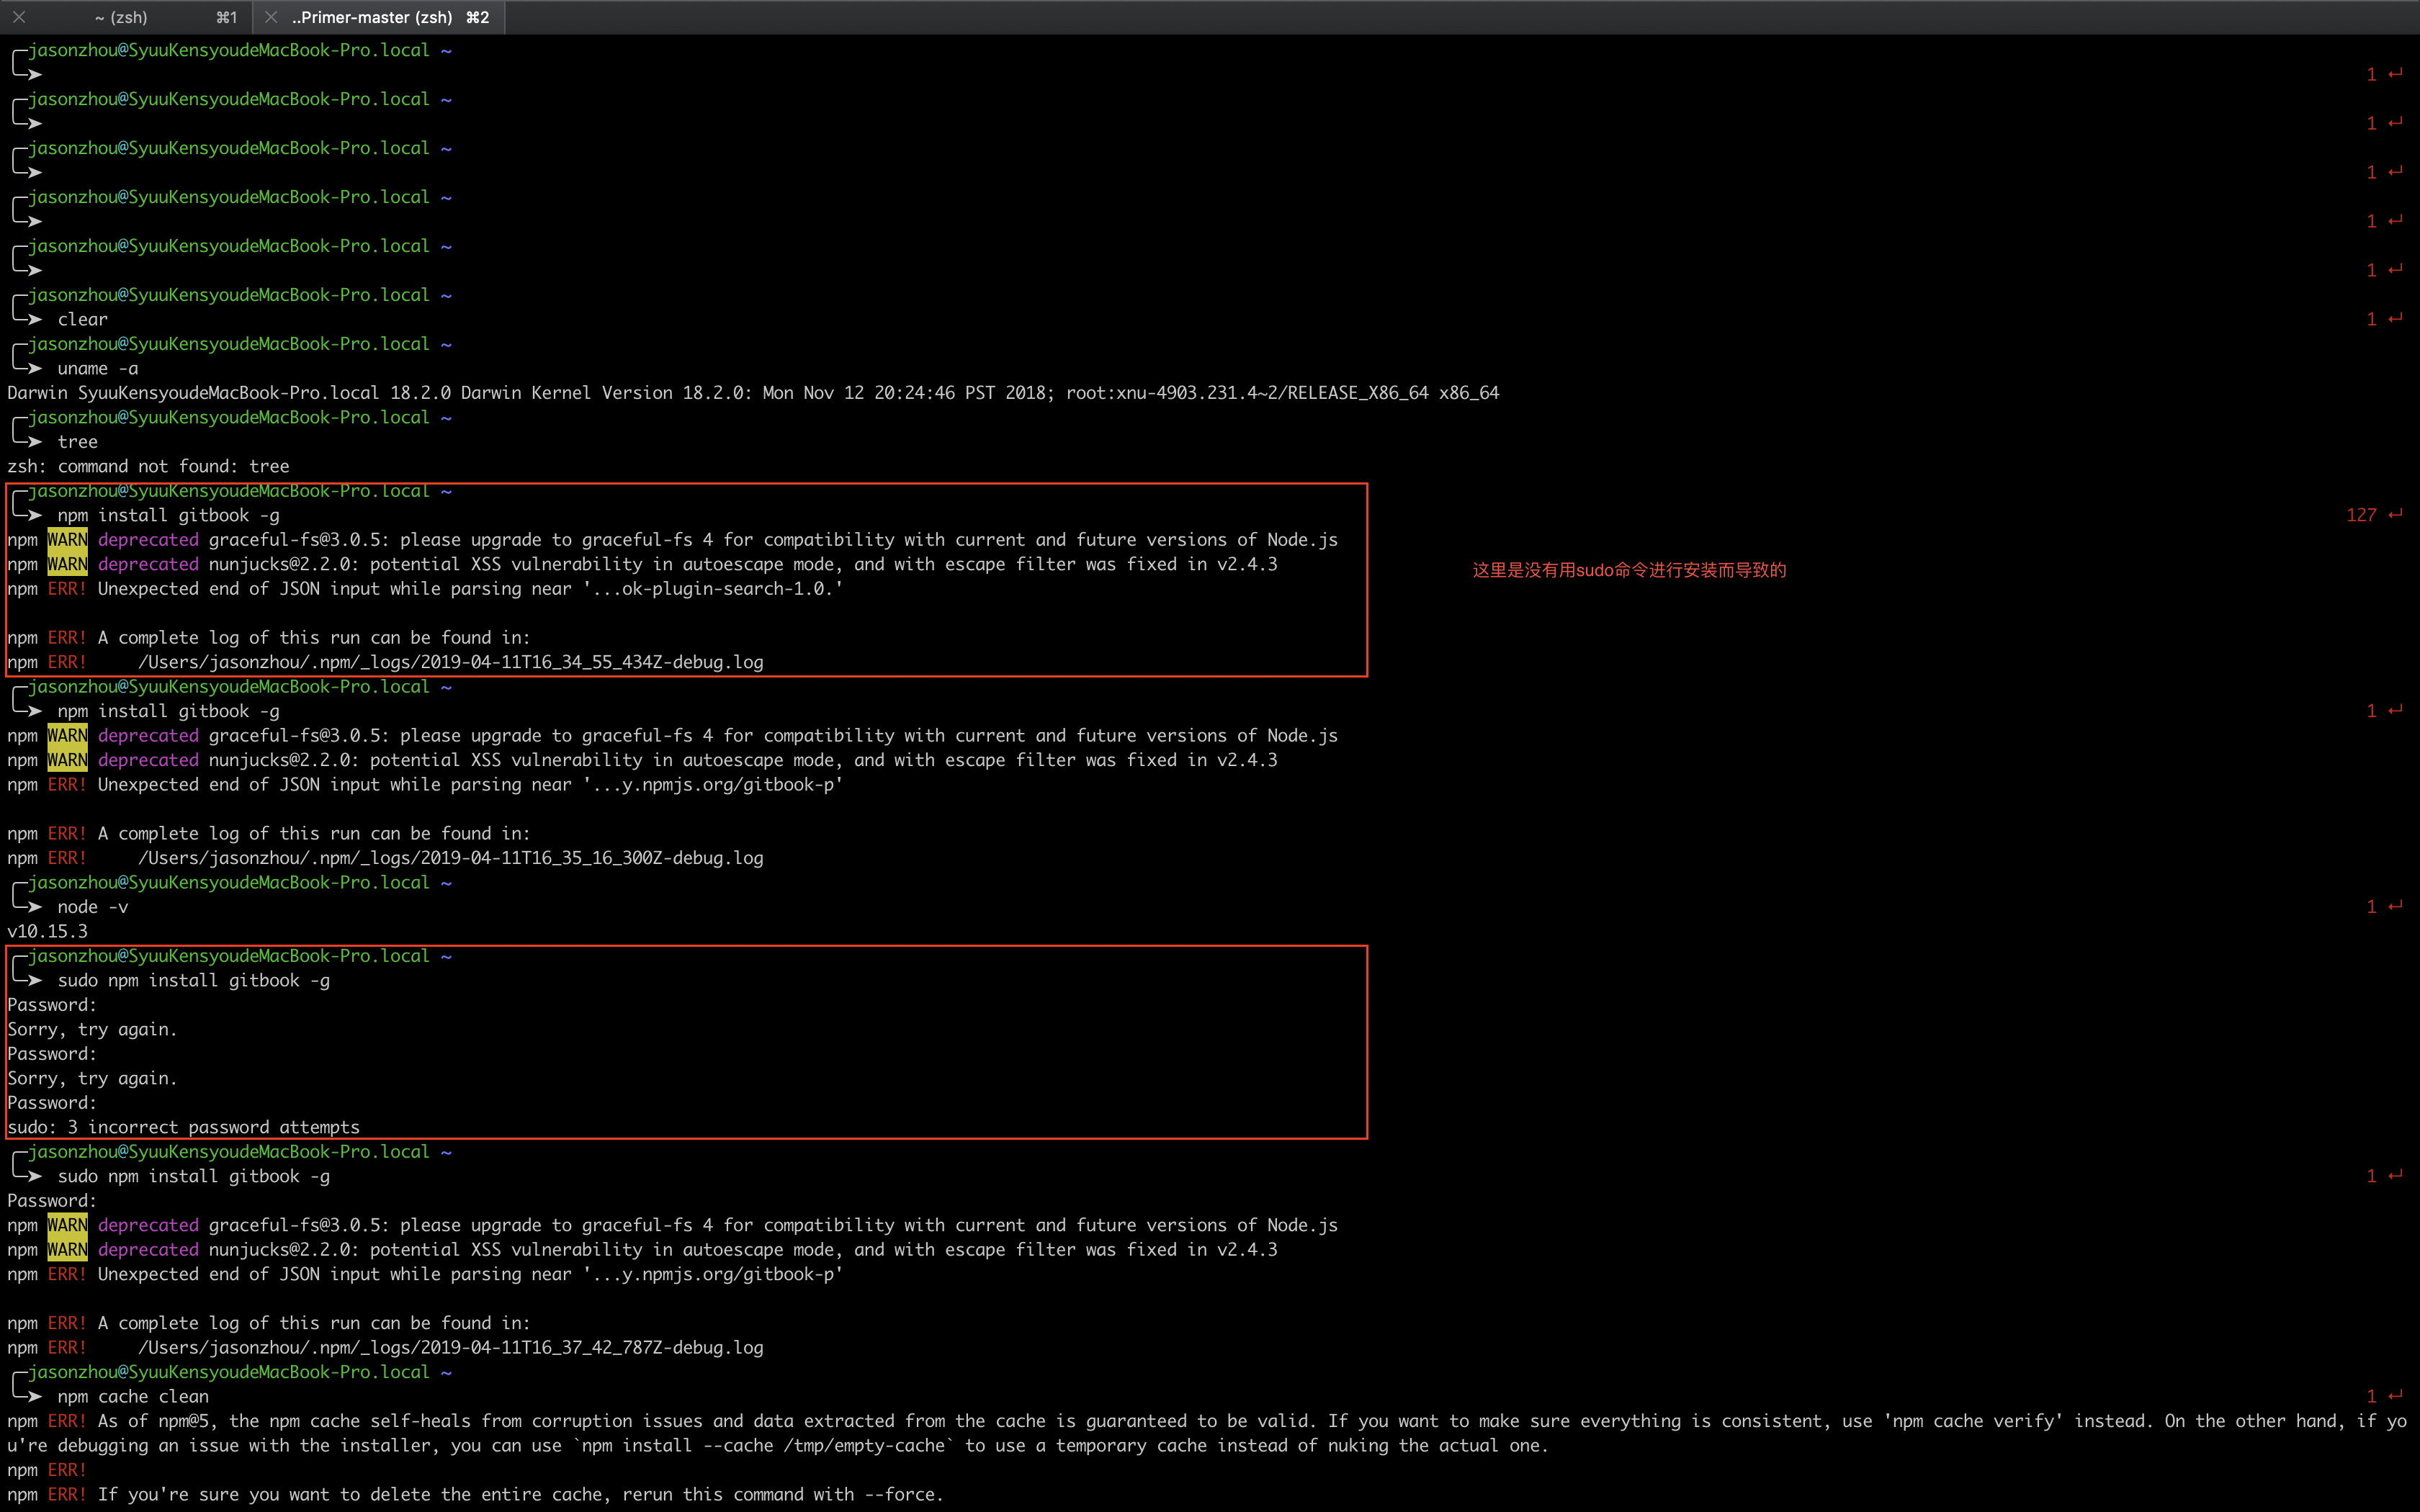 ~ (zsh) ⌘1 ..Primer-master (zsh) ⌘2
jasonzhou@SyuuKensyoudeMacBook-Pro.local ~
➤ 1 ↵
jasonzhou@SyuuKensyoudeMacBook-Pro.local ~
➤ 1 ↵
jasonzhou@SyuuKensyoudeMacBook-Pro.local ~
➤ 1 ↵
jasonzhou@SyuuKensyoudeMacBook-Pro.local ~
➤ 1 ↵
jasonzhou@SyuuKensyoudeMacBook-Pro.local ~
➤ 1 ↵
jasonzhou@SyuuKensyoudeMacBook-Pro.local ~
➤ clear 1 ↵
jasonzhou@SyuuKensyoudeMacBook-Pro.local ~
➤ uname -a
Darwin SyuuKensyoudeMacBook-Pro.local 18.2.0 Darwin Kernel Version 18.2.0: Mon Nov 12 20:24:46 PST 2018; root:xnu-4903.231.4~2/RELEASE_X86_64 x86_64
jasonzhou@SyuuKensyoudeMacBook-Pro.local ~
➤ tree
zsh: command not found: tree
jasonzhou@SyuuKensyoudeMacBook-Pro.local ~
➤ npm install gitbook -g 127 ↵
npm WARN deprecated graceful-fs@3.0.5: please upgrade to graceful-fs 4 for compatibility with current and future versions of Node.js
npm WARN deprecated nunjucks@2.2.0: potential XSS vulnerability in autoescape mode, and with escape filter was fixed in v2.4.3
这里是没有用sudo命令进行安装而导致的
npm ERR! Unexpected end of JSON input while parsing near '...ok-plugin-search-1.0.'
npm ERR! A complete log of this run can be found in:
npm ERR! /Users/jasonzhou/.npm/_logs/2019-04-11T16_34_55_434Z-debug.log
jasonzhou@SyuuKensyoudeMacBook-Pro.local ~
➤ npm install gitbook -g 1 ↵
npm WARN deprecated graceful-fs@3.0.5: please upgrade to graceful-fs 4 for compatibility with current and future versions of Node.js
npm WARN deprecated nunjucks@2.2.0: potential XSS vulnerability in autoescape mode, and with escape filter was fixed in v2.4.3
npm ERR! Unexpected end of JSON input while parsing near '...y.npmjs.org/gitbook-p'
npm ERR! A complete log of this run can be found in:
npm ERR! /Users/jasonzhou/.npm/_logs/2019-04-11T16_35_16_300Z-debug.log
jasonzhou@SyuuKensyoudeMacBook-Pro.local ~
➤ node -v 1 ↵
v10.15.3
jasonzhou@SyuuKensyoudeMacBook-Pro.local ~
➤ sudo npm install gitbook -g
Password:
Sorry, try again.
Password:
Sorry, try again.
Password:
sudo: 3 incorrect password attempts
jasonzhou@SyuuKensyoudeMacBook-Pro.local ~
➤ sudo npm install gitbook -g 1 ↵
Password:
npm WARN deprecated graceful-fs@3.0.5: please upgrade to graceful-fs 4 for compatibility with current and future versions of Node.js
npm WARN deprecated nunjucks@2.2.0: potential XSS vulnerability in autoescape mode, and with escape filter was fixed in v2.4.3
npm ERR! Unexpected end of JSON input while parsing near '...y.npmjs.org/gitbook-p'
npm ERR! A complete log of this run can be found in:
npm ERR! /Users/jasonzhou/.npm/_logs/2019-04-11T16_37_42_787Z-debug.log
jasonzhou@SyuuKensyoudeMacBook-Pro.local ~
➤ npm cache clean 1 ↵
npm ERR! As of npm@5, the npm cache self-heals from corruption issues and data extracted from the cache is guaranteed to be valid. If you want to make sure everything is consistent, use 'npm cache verify' instead. On the other hand, if yo
u're debugging an issue with the installer, you can use `npm install --cache /tmp/empty-cache` to use a temporary cache instead of nuking the actual one.
npm ERR!
npm ERR! If you're sure you want to delete the entire cache, rerun this command with --force.